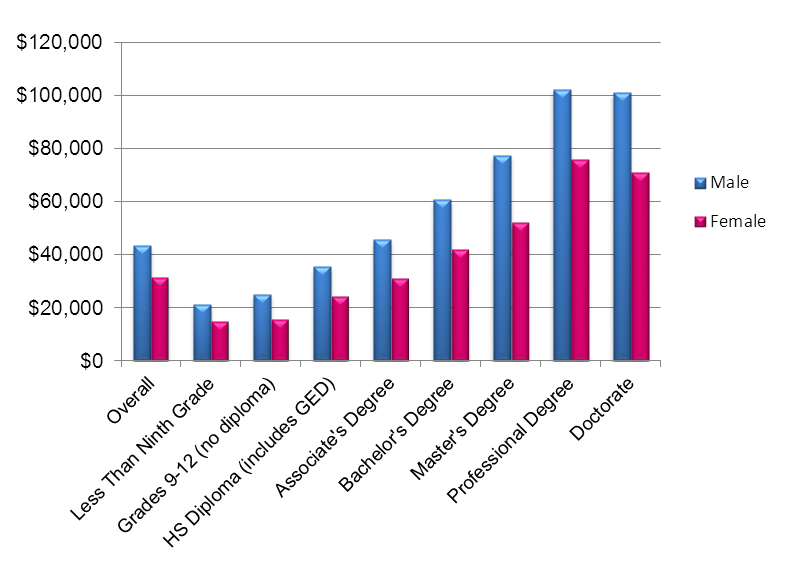 $120,000
$100,000
$80,000
$60,000
$40,000
$20,000
$0
Male
Female
Overall
Less Than Ninth Grade
Grades 9-12 (no diploma)
HS Diploma (includes GED)
Associate's Degree
Bachelor's Degree
Master's Degree
Professional Degree
Doctorate